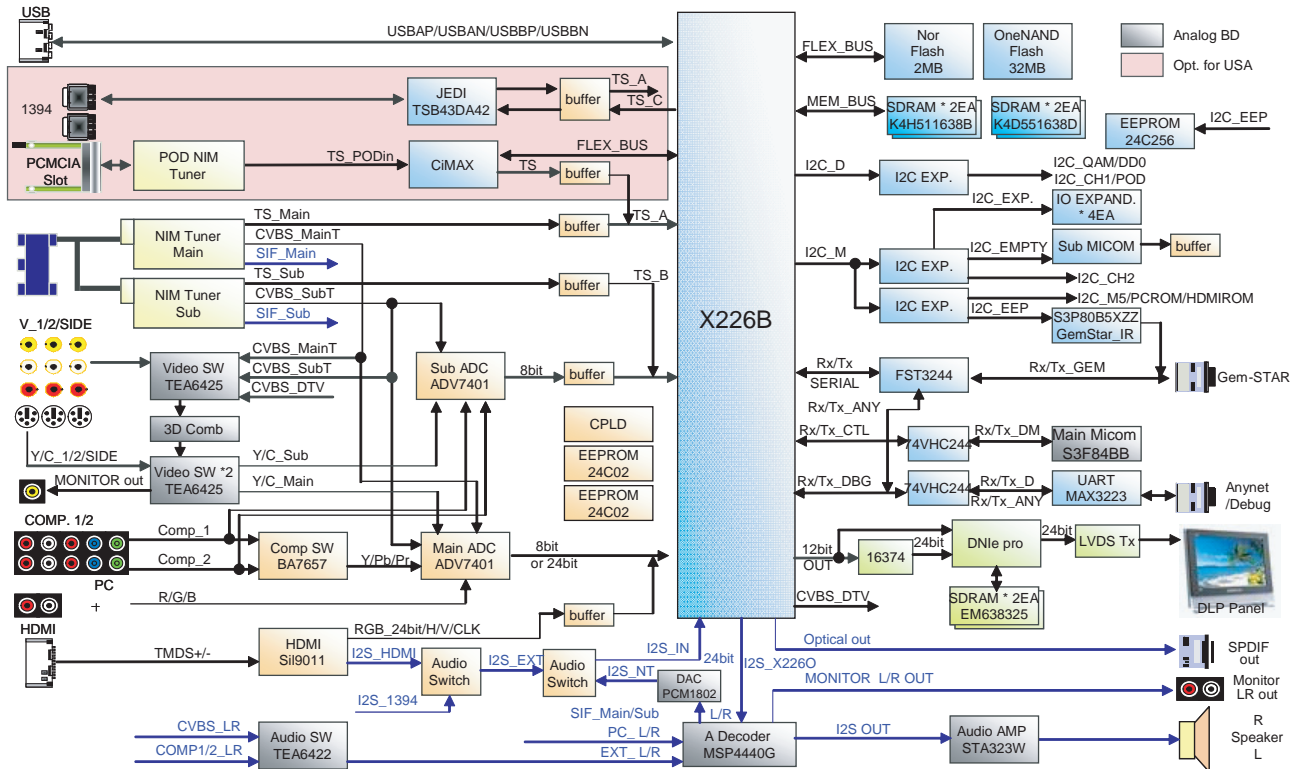 USB
USBAP/USBAN/USBBP/USBBN
1394
JEDI
TSB43DA42
TS_A
buffer
TS_C
PCMCIA
Slot
POD NIM
Tuner
TS_PODin
CiMAX
FLEX_BUS
TS
buffer
TS_Main
NIM Tuner
Main
CVBS_MainT
SIF_Main
buffer
TS_A
TS_Sub
NIM Tuner
Sub
CVBS_SubT
SIF_Sub
buffer
TS_B
V_1/2/SIDE
Video SW
TEA6425
CVBS_MainT
CVBS_SubT
CVBS_DTV
Sub ADC
ADV7401
8bit
buffer
3D Comb
Y/C_1/2/SIDE
MONITOR out
Video SW *2
TEA6425
Y/C_Sub
Y/C_Main
CPLD
EEPROM
24C02
EEPROM
24C02
COMP. 1/2
Comp_1
Comp_2
Comp SW
BA7657
Y/Pb/Pr
Main ADC
ADV7401
8bit
or 24bit
PC
+
R/G/B
HDMI
TMDS+/-
HDMI
Sil9011
RGB_24bit/H/V/CLK
buffer
I2S_HDMI
Audio
Switch
I2S_EXT
Audio
Switch
I2S_IN
24bit
I2S_NT
DAC
PCM1802
I2S_1394
I2S_X226O
SIF_Main/Sub
L/R
CVBS_LR
COMP1/2_LR
Audio SW
TEA6422
PC_ L/R
EXT_ L/R
A Decoder
MSP4440G
X226B
FLEX_BUS
Nor
Flash
2MB
OneNAND
Flash
32MB
Analog BD
Opt. for USA
MEM_BUS
SDRAM * 2EA
K4H511638B
SDRAM * 2EA
K4D551638D
EEPROM
24C256
I2C_EEP
I2C_D
I2C EXP.
I2C_QAM/DD0
I2C_CH1/POD
I2C_EXP.
IO EXPAND.
* 4EA
I2C_M
I2C EXP.
I2C_EMPTY
Sub MICOM
buffer
I2C_CH2
I2C EXP.
I2C_M5/PCROM/HDMIROM
I2C_EEP
S3P80B5XZZ
GemStar_IR
Rx/Tx
SERIAL
FST3244
Rx/Tx_GEM
Gem-STAR
Rx/Tx_ANY
Rx/Tx_CTL
74VHC244
Rx/Tx_DM
Main Micom
S3F84BB
Rx/Tx_DBG
74VHC244
Rx/Tx_D
Rx/Tx_ANY
UART
MAX3223
Anynet
/Debug
12bit
OUT
16374
24bit
DNIe pro
24bit
LVDS Tx
SDRAM * 2EA
EM638325
DLP Panel
CVBS_DTV
Optical out
SPDIF
out
MONITOR L/R OUT
Monitor
LR out
I2S OUT
Audio AMP
STA323W
R
Speaker
L